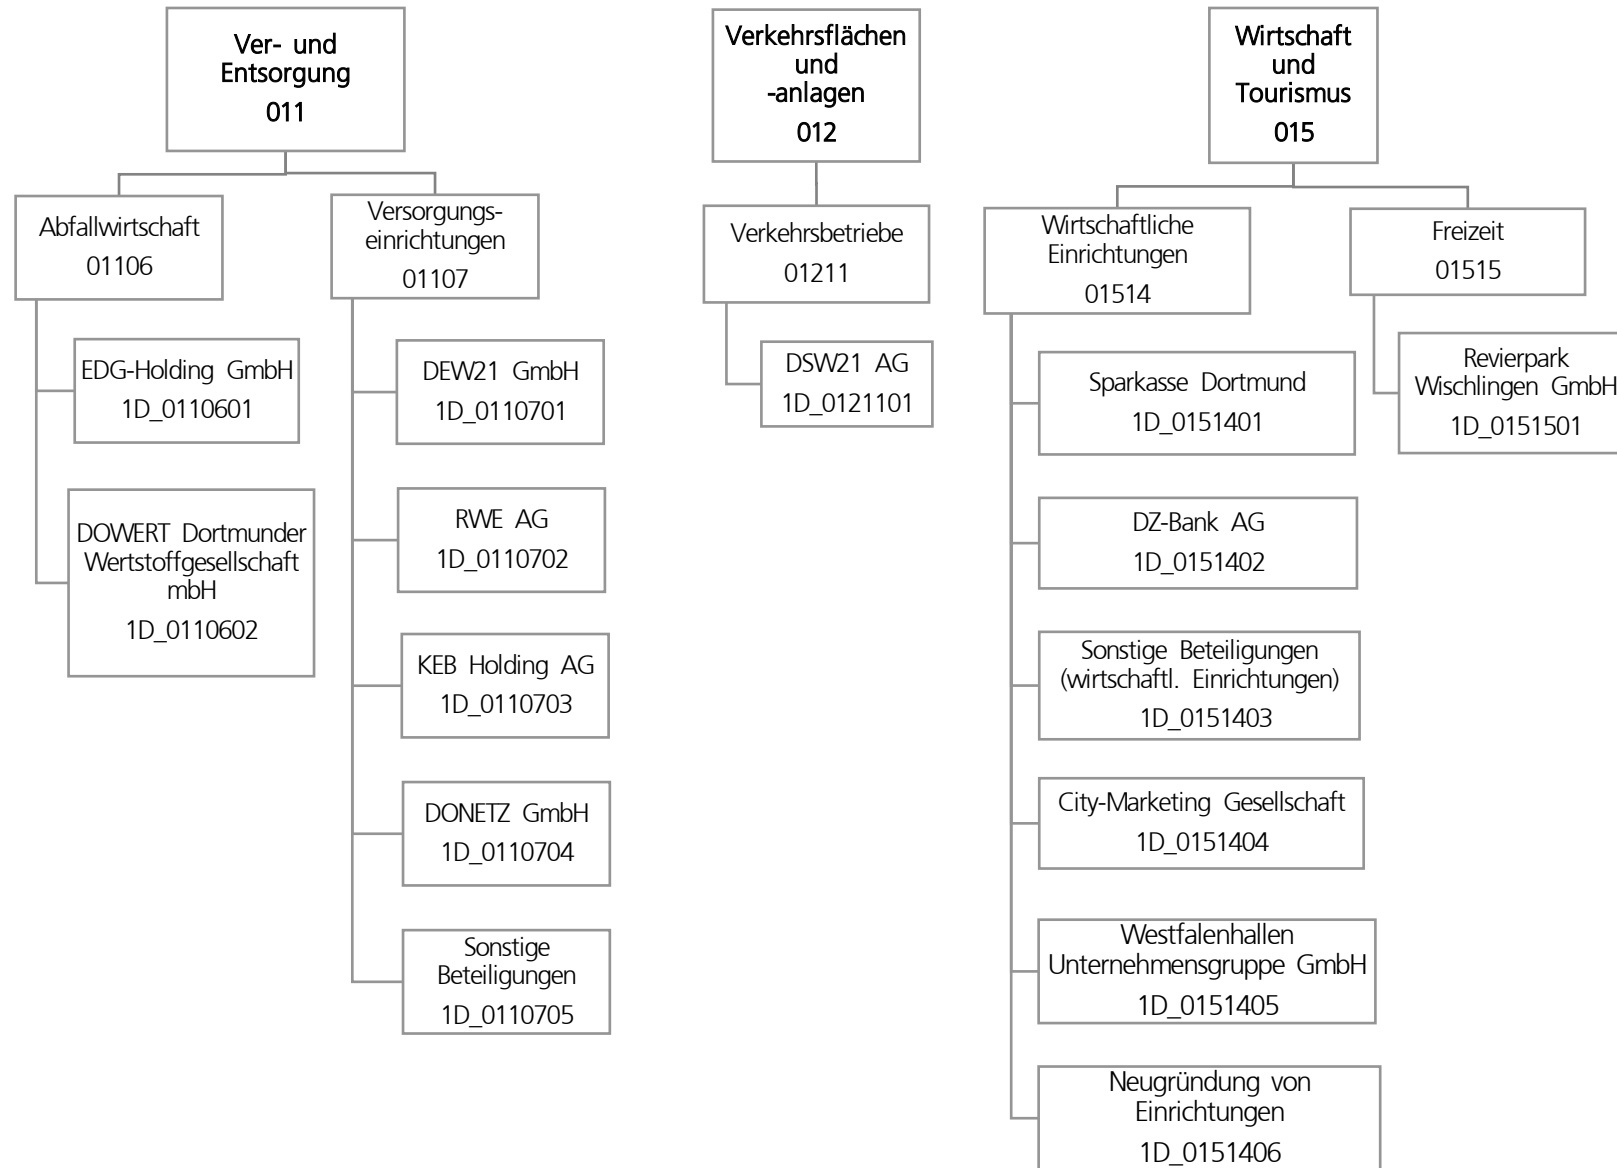 Ver- und
Entsorgung
011
Abfallwirtschaft
01106
EDG-Holding GmbH
1D_0110601
DOWERT Dortmunder
Wertstoffgesellschaft
mbH
1D_0110602
Versorgungs-
einrichtungen
01107
DEW21 GmbH
1D_0110701
RWE AG
1D_0110702
KEB Holding AG
1D_0110703
DONETZ GmbH
1D_0110704
Sonstige
Beteiligungen
1D_0110705
Verkehrsflächen
und
-anlagen
012
Verkehrsbetriebe
01211
DSW21 AG
1D_0121101
Wirtschaft
und
Tourismus
015
Wirtschaftliche
Einrichtungen
01514
Sparkasse Dortmund
1D_0151401
DZ-Bank AG
1D_0151402
Sonstige Beteiligungen
(wirtschaftl. Einrichtungen)
1D_0151403
City-Marketing Gesellschaft
1D_0151404
Westfalenhallen
Unternehmensgruppe GmbH
1D_0151405
Neugründung von
Einrichtungen
1D_0151406
Freizeit
01515
Revierpark
Wischlingen GmbH
1D_0151501